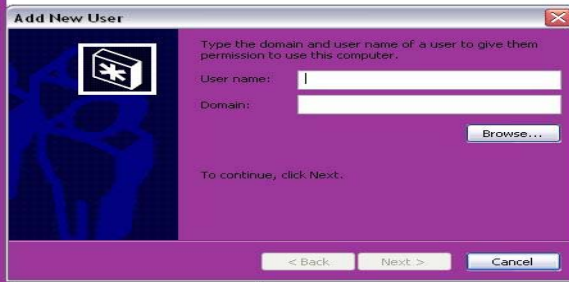 Add New User
Type the domain and user name of a user to give them
permission to use this computer.
User name:
Domain:
Browse...
To continue, click Next.
< Back
Next >
Cancel